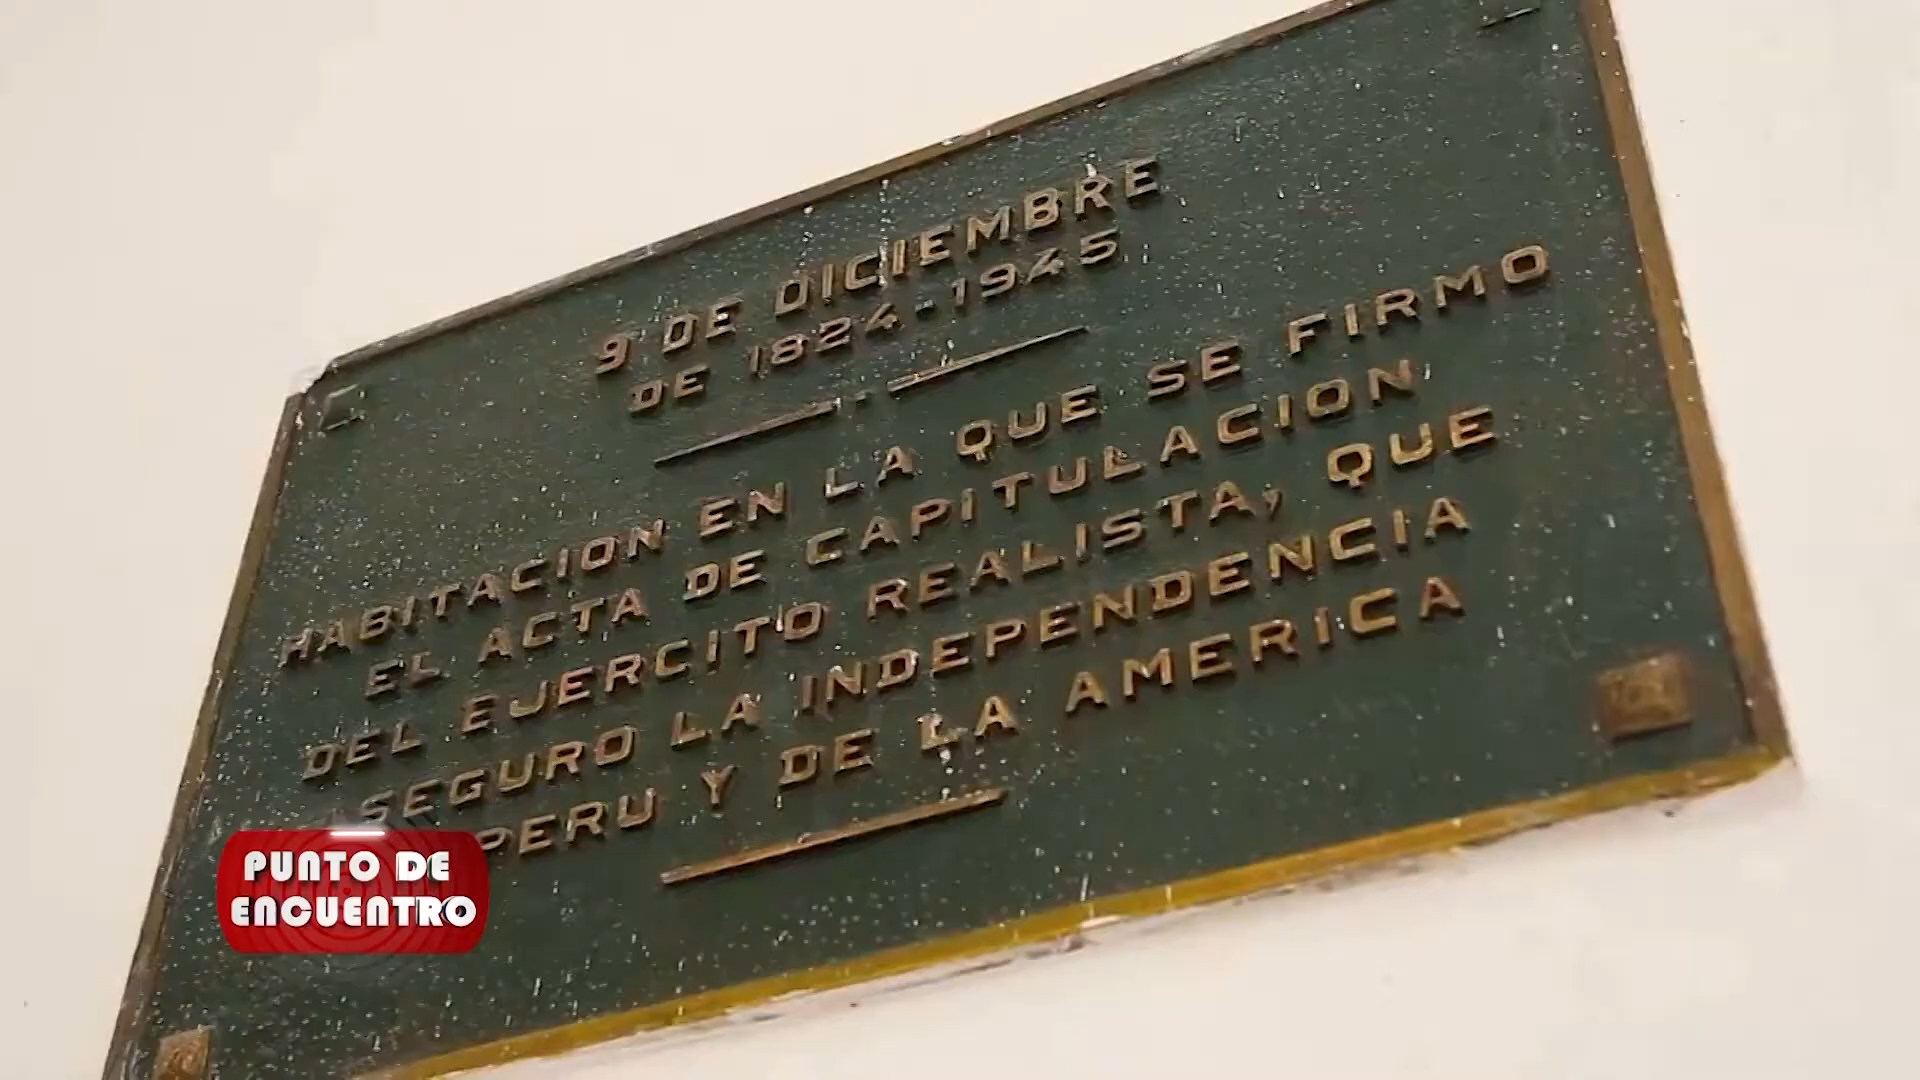 9 DE DICIEMBRE
DE 1824-1945
HABITACION EN LA QUE SE FIRMO
EL ACTA DE CAPITULACION
DEL EJERCITO REALISTA, QUE
ASEGURO LA INDEPENDENCIA
PERU Y DE LA AMERICA
PUNTO DE
ENCUENTRO